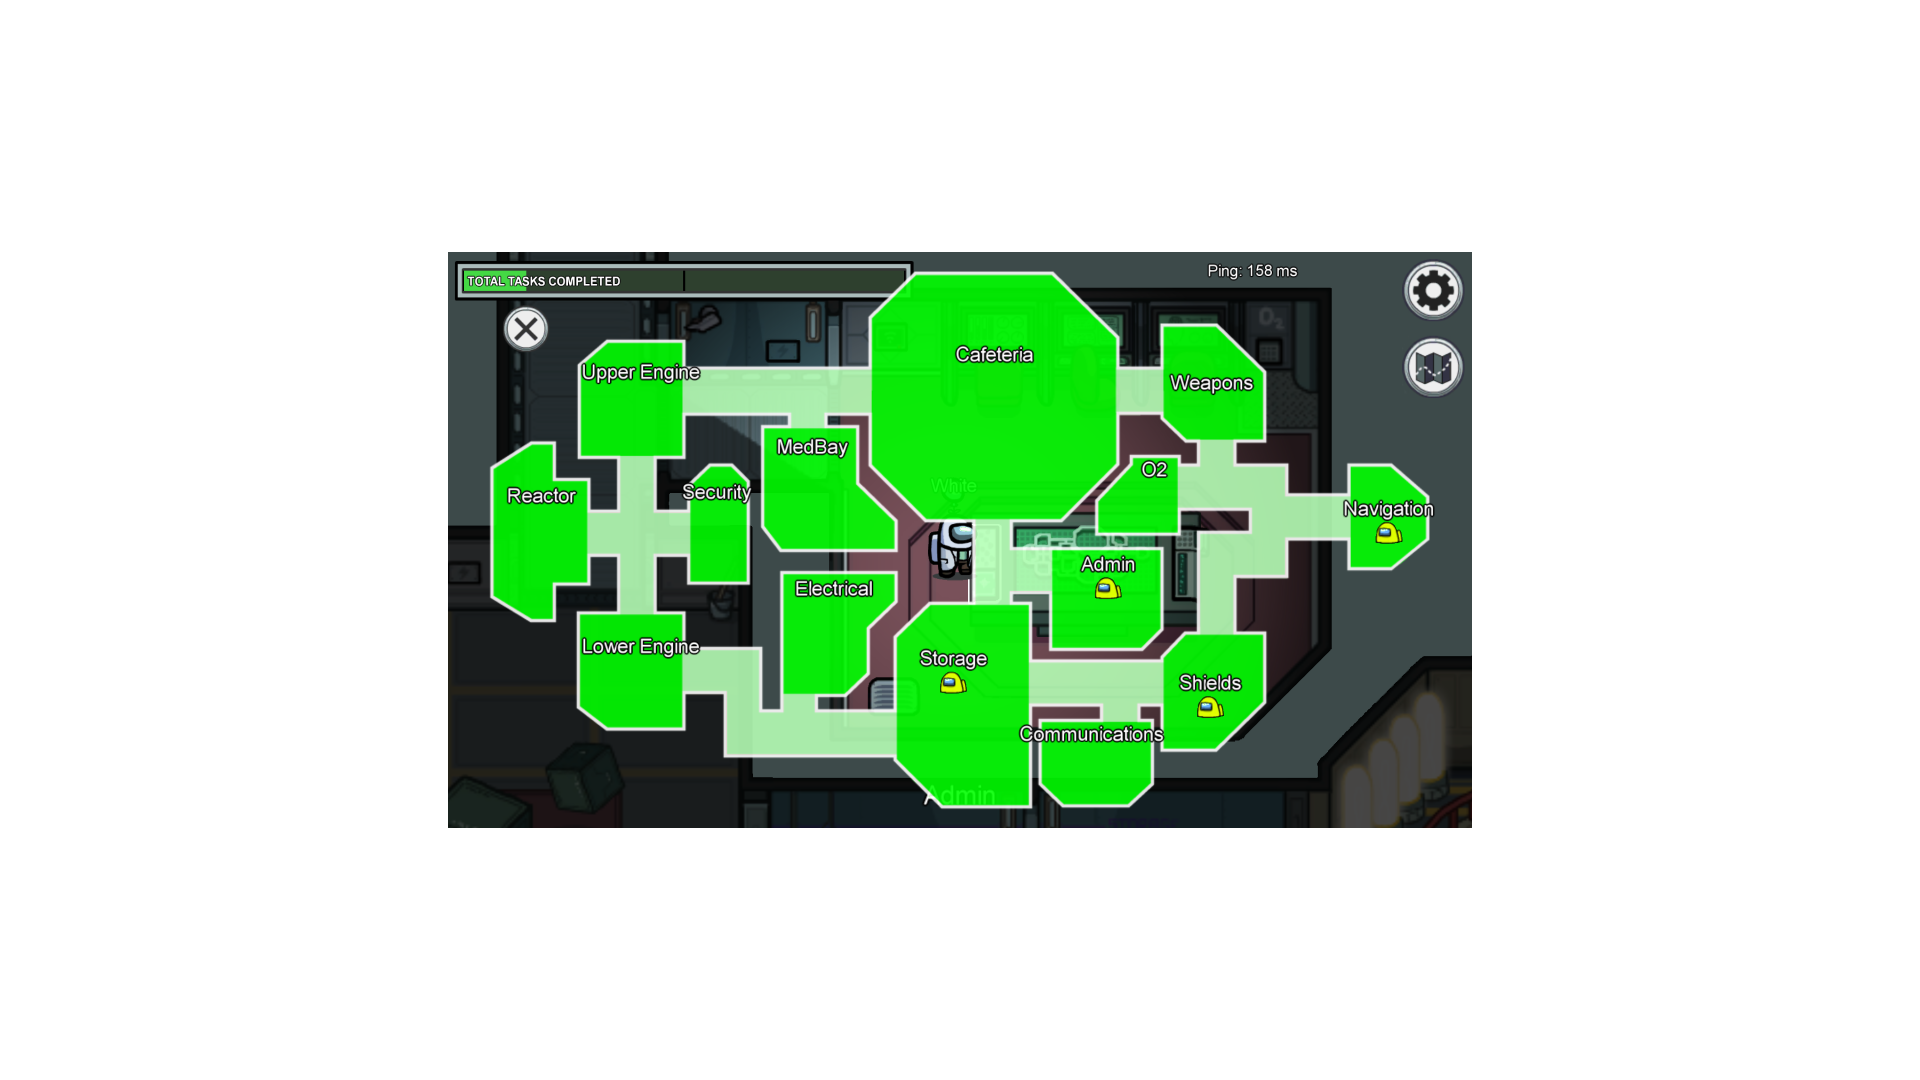 TOTAL TASKS COMPLETED
Ping: 158 ms
O2
Cafeteria
Upper Engine
Weapons
MedBay
O2
White
Security
Reactor
Navigation
Admin
Electrical
Lower Engine
Storage
Shields
Communications
Admin